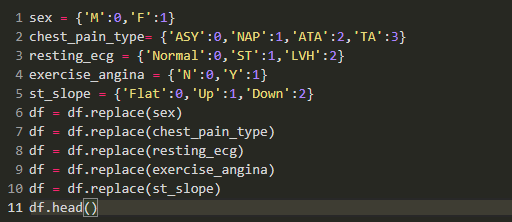 1 sex = {'M':0,'F':1}
2 chest_pain_type= {'ASY':0,'NAP':1,'ATA':2,'TA':3}
3 resting_ecg = {'Normal':0,'ST':1,'LVH':2}
4 exercise_angina = {'N':0,'Y':1}
5 st_slope = {'Flat':0,'Up':1,'Down':2}
6 df = df.replace(sex)
7 df = df.replace(chest_pain_type)
8 df = df.replace(resting_ecg)
9 df = df.replace(exercise_angina)
10 df = df.replace(st_slope)
11 df.head()